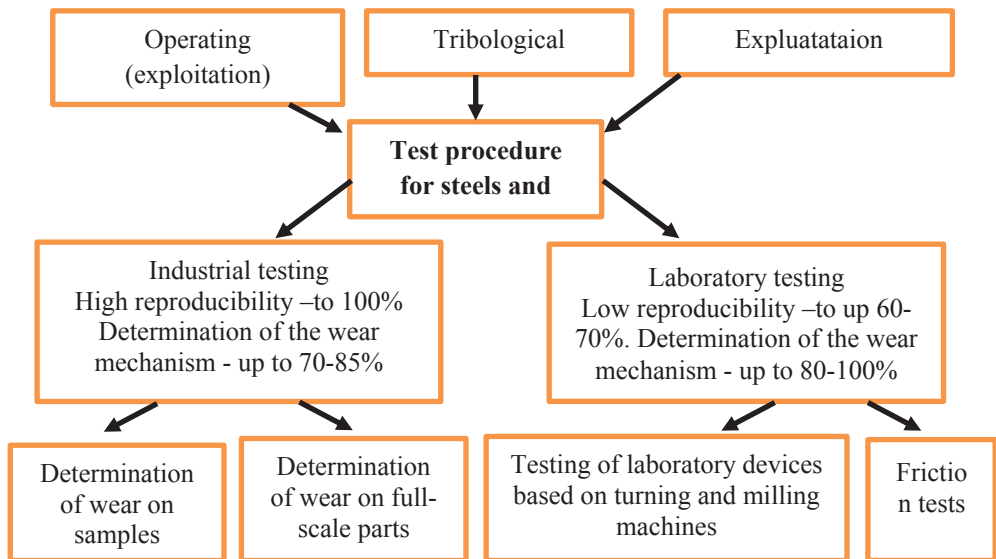 Operating
(exploitation)
Tribological
Expluatataion
Test procedure
for steels and
Industrial testing
High reproducibility –to 100%
Determination of the wear
mechanism - up to 70-85%
Laboratory testing
Low reproducibility –to up 60-
70%. Determination of the wear
mechanism - up to 80-100%
Determination
of wear on
samples
Determination
of wear on full-
scale parts
Testing of laboratory devices
based on turning and milling
machines
Frictio
n tests